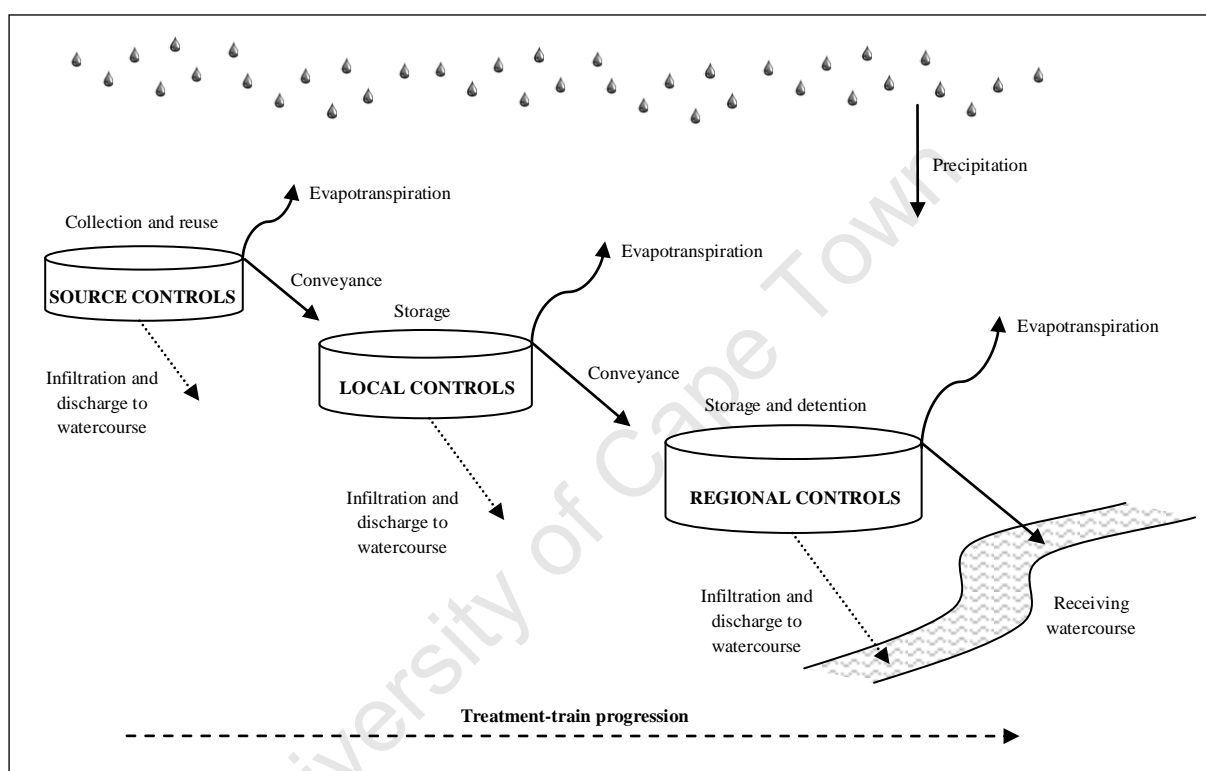 Precipitation
Evapotranspiration
Collection and reuse
SOURCE CONTROLS
Conveyance
Infiltration and
discharge to
watercourse
Evapotranspiration
Storage
LOCAL CONTROLS
Conveyance
Infiltration and
discharge to
watercourse
Evapotranspiration
Storage and detention
REGIONAL CONTROLS
Infiltration and
discharge to
watercourse
Receiving
watercourse
Treatment-train progression
University of Cape Town